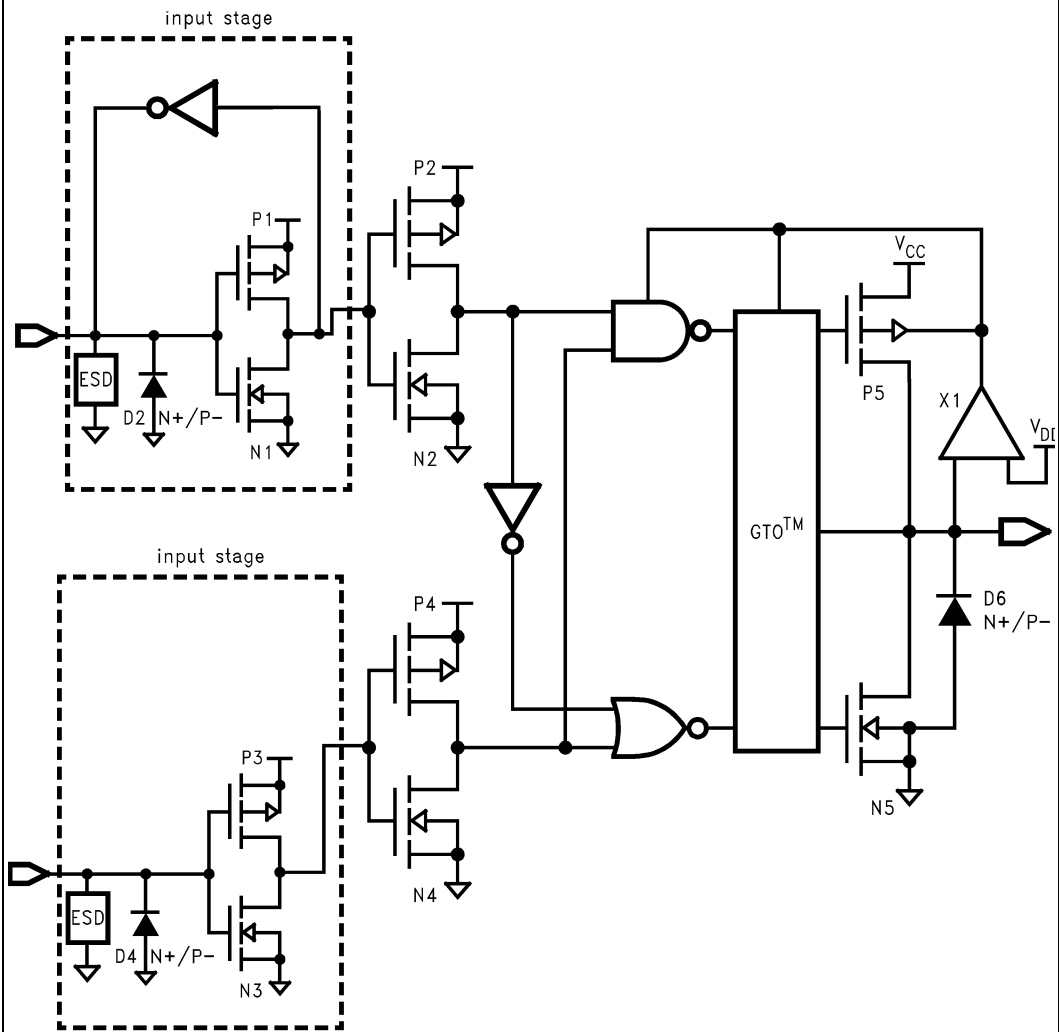 input stage
P1
ESD
D2 N+/P-
N1
P2
N2
VCC
P5
X1
GTO™
D6
N+/P-
N5
input stage
P3
ESD
D4 N+/P-
N3
P4
N4